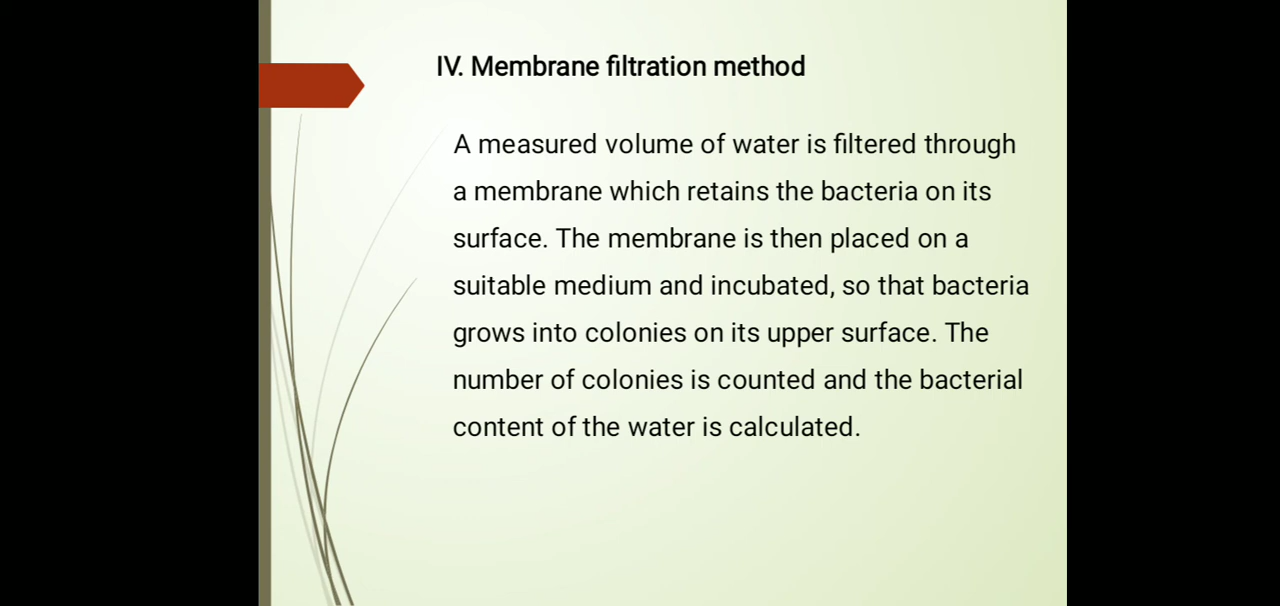 IV. Membrane filtration method
A measured volume of water is filtered through
a membrane which retains the bacteria on its
surface. The membrane is then placed on a
suitable medium and incubated, so that bacteria
grows into colonies on its upper surface. The
number of colonies is counted and the bacterial
content of the water is calculated.